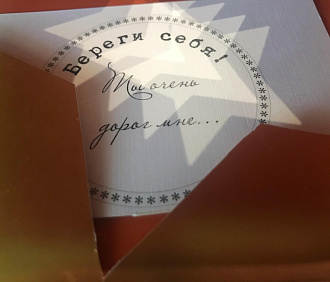 Береги себя!
Ты очень
дорог мне...